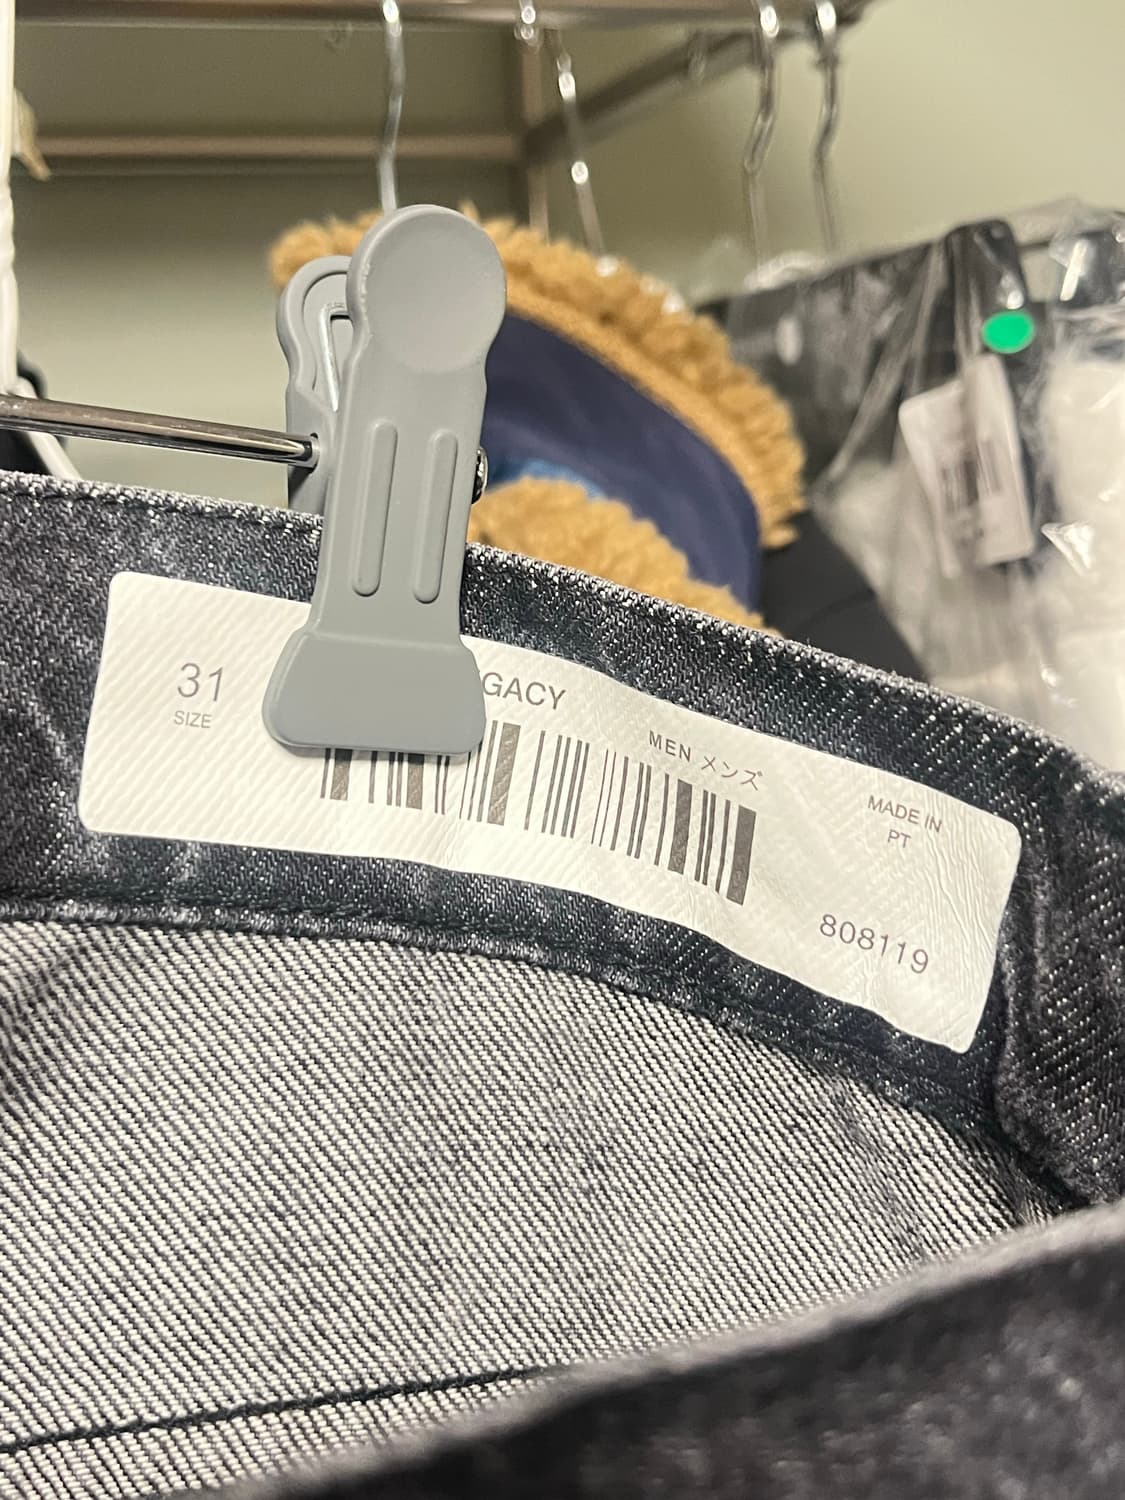 31
SIZE
GACY
MEN メンズ
MADE IN
PT
808119